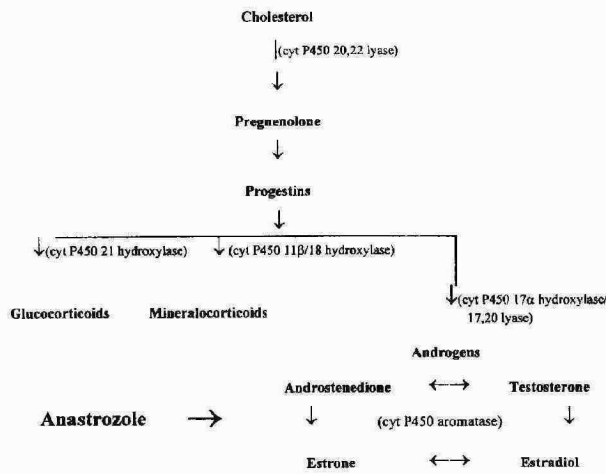 Cholesterol
(cyt P450 20,22 lyase)
Pregnenolone
Progestins
(cyt P450 21 hydroxylase) (cyt P450 11β/18 hydroxylase)
(cyt P450 17α hydroxylase/
Glucocorticoids Mineralocorticoids
17,20 lyase)
Androgens
Androstenedione Testosterone
Anastrozole (cyt P450 aromatase)
Estrone Estradiol